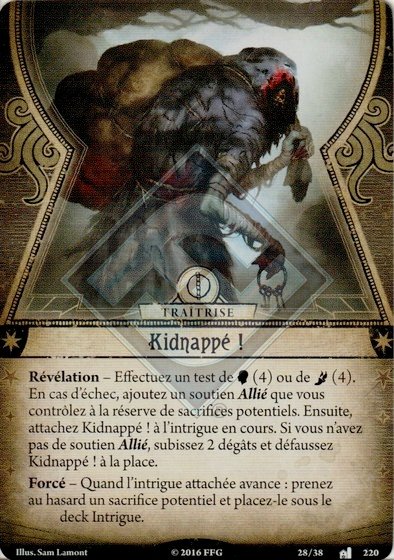 TRAÎTRISE
Kidnappé !
Révélation – Effectuez un test de (4) ou de (4).
En cas d'échec, ajoutez un soutien Allié que vous
contrôlez à la réserve de sacrifices potentiels. Ensuite,
attachez Kidnappé ! à l'intrigue en cours. Si vous n'avez
pas de soutien Allié, subissez 2 dégâts et défaussez
Kidnappé ! à la place.
Forcé – Quand l'intrigue attachée avance : prenez
au hasard un sacrifice potentiel et placez-le sous le
deck Intrigue.
Illus. Sam Lamont © 2016 FFG 28/38 220